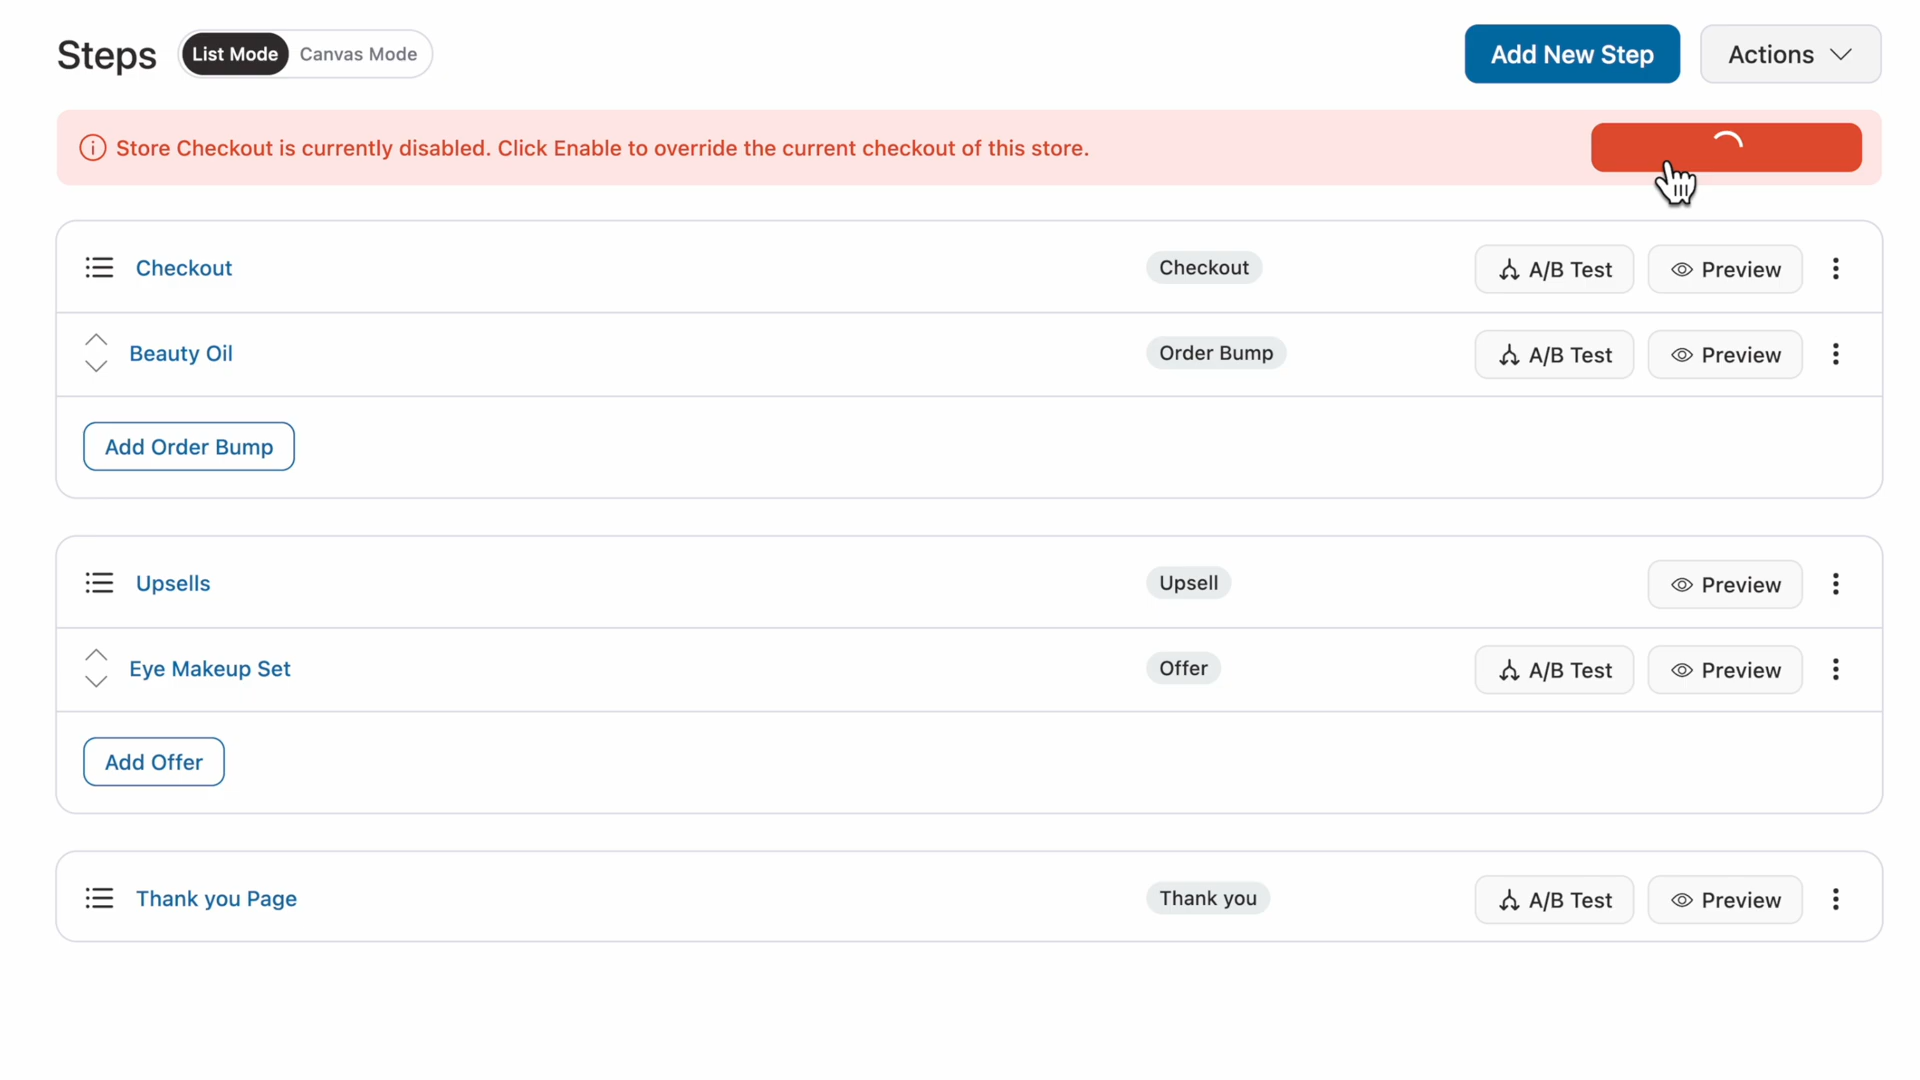 Steps List Mode Canvas Mode Add New Step Actions
Store Checkout is currently disabled. Click Enable to override the current checkout of this store.
Checkout Checkout A/B Test Preview
Beauty Oil Order Bump A/B Test Preview
Add Order Bump
Upsells Upsell Preview
Eye Makeup Set Offer A/B Test Preview
Add Offer
Thank you Page Thank you A/B Test Preview